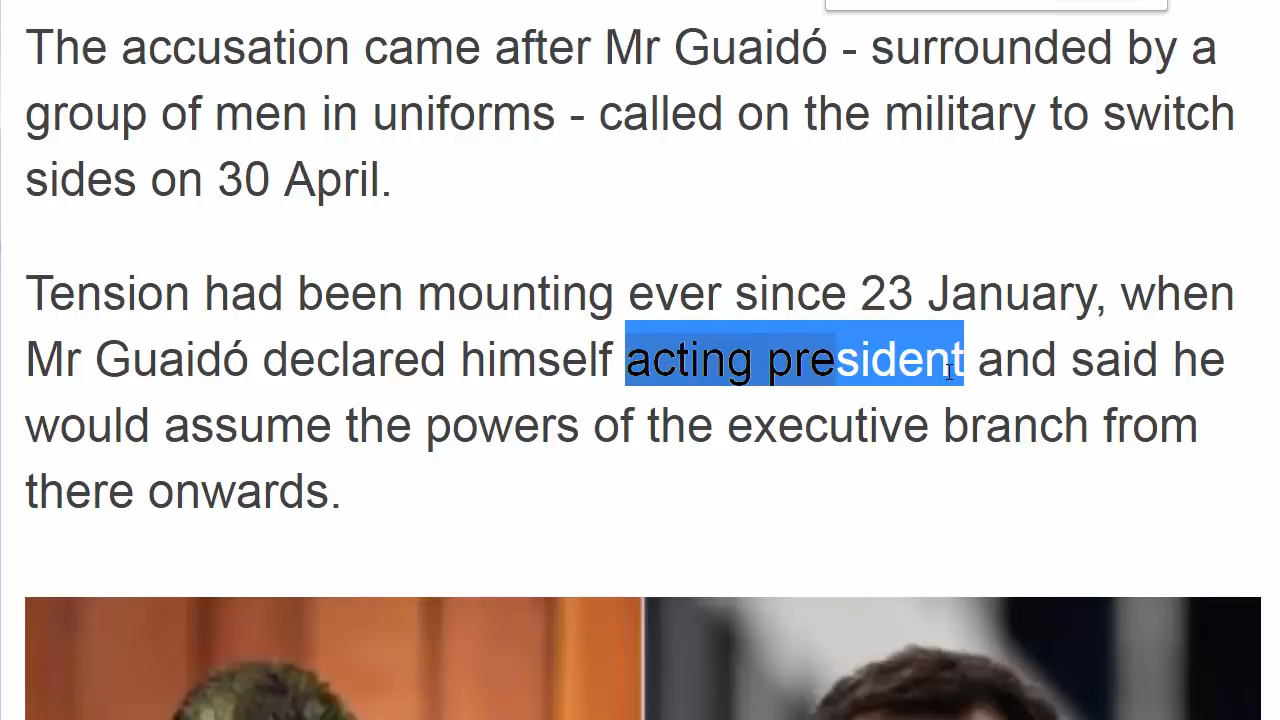 The accusation came after Mr Guaidó - surrounded by a
group of men in uniforms - called on the military to switch
sides on 30 April.
Tension had been mounting ever since 23 January, when
Mr Guaidó declared himself acting president and said he
would assume the powers of the executive branch from
there onwards.